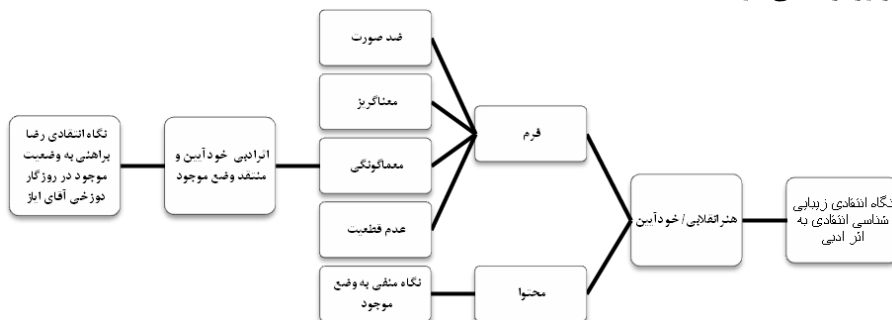 نگاه انتقادی زیبایی
شناسی انتقادی به
اثر ادبی
هنرانقلابی/ خودآیین
فرم
محتوا
ضد صورت
معناگریز
معماگونگی
عدم قطعیت
نگاه منفی به وضع
موجود
اثرادبی خودآیین و
منتقد وضع موجود
نگاه انتقادی رضا
براهنی به وضعیت
موجود در روزگار
دوزخی آقای ایاز